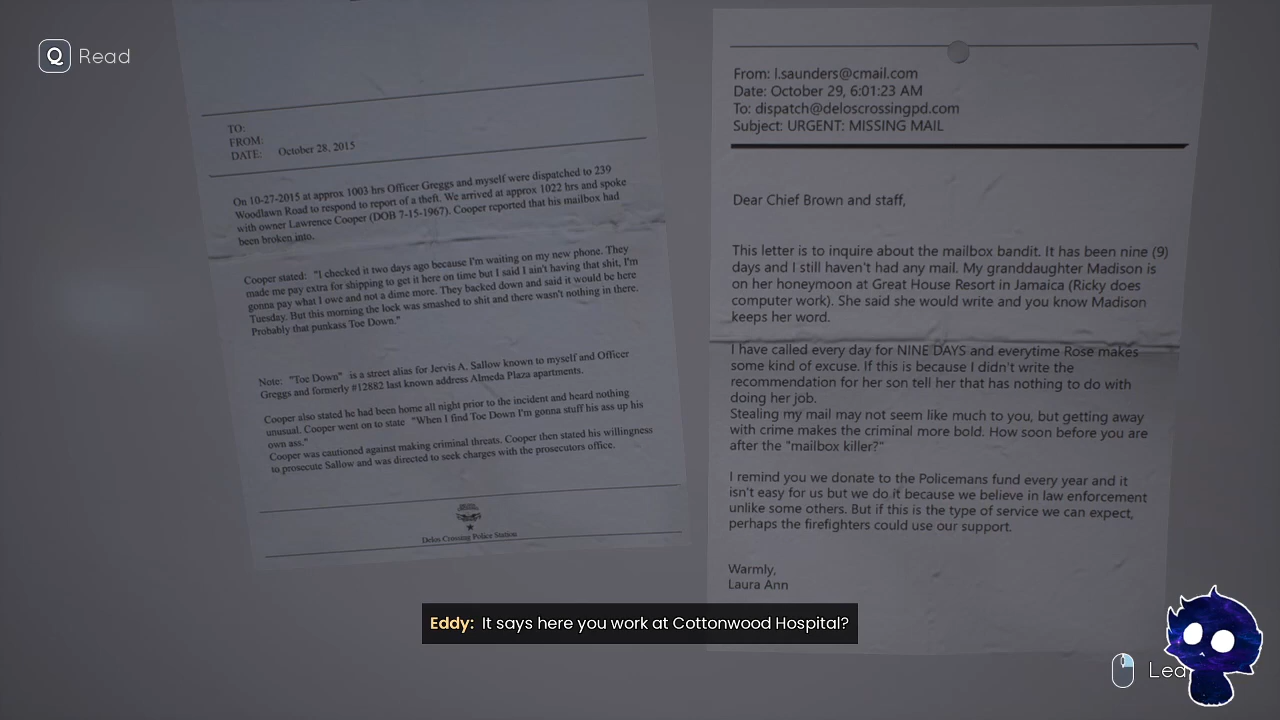 Q Read
TO:
FROM:
DATE: October 28, 2015
On 10-27-2015 at approx 1003 hrs Officer Greggs and myself were dispatched to 239
Woodlawn Road to respond to report of a theft. We arrived at approx 1022 hrs and spoke
with owner Lawrence Cooper (DOB 7-15-1967). Cooper reported that his mailbox had
been broken into.
Cooper stated: "I checked it two days ago because I'm waiting on my new phone. They
made me pay extra for shipping to get it here on time but I said I ain't having that shit, I'm
gonna pay what I owe and not a dime more. They backed down and said it would be here
Tuesday. But this morning the lock was smashed to shit and there wasn't nothing in there.
Probably that punkass Toe Down."
Note: "Toe Down" is a street alias for Jervis A. Sallow known to myself and Officer
Greggs and formerly #12882 last known address Almeda Plaza apartments.
Cooper also stated he had been home all night prior to the incident and heard nothing
unusual. Cooper went on to state "When I find Toe Down I'm gonna stuff his ass up his
own ass."
Cooper was cautioned against making criminal threats. Cooper then stated his willingness
to prosecute Sallow and was directed to seek charges with the prosecutors office.
Delos Crossing Police Station
From: l.saunders@cmail.com
Date: October 29, 6:01:23 AM
To: dispatch@deloscrossingpd.com
Subject: URGENT: MISSING MAIL
Dear Chief Brown and staff,
This letter is to inquire about the mailbox bandit. It has been nine (9)
days and I still haven't had any mail. My granddaughter Madison is
on her honeymoon at Great House Resort in Jamaica (Ricky does
computer work). She said she would write and you know Madison
keeps her word.
I have called every day for NINE DAYS and everytime Rose makes
some kind of excuse. If this is because I didn't write the
recommendation for her son tell her that has nothing to do with
doing her job.
Stealing my mail may not seem like much to you, but getting away
with crime makes the criminal more bold. How soon before you are
after the "mailbox killer?"
I remind you we donate to the Policemans fund every year and it
isn't easy for us but we do it because we believe in law enforcement
unlike some others. But if this is the type of service we can expect,
perhaps the firefighters could use our support.
Warmly,
Laura Ann
Eddy: It says here you work at Cottonwood Hospital?